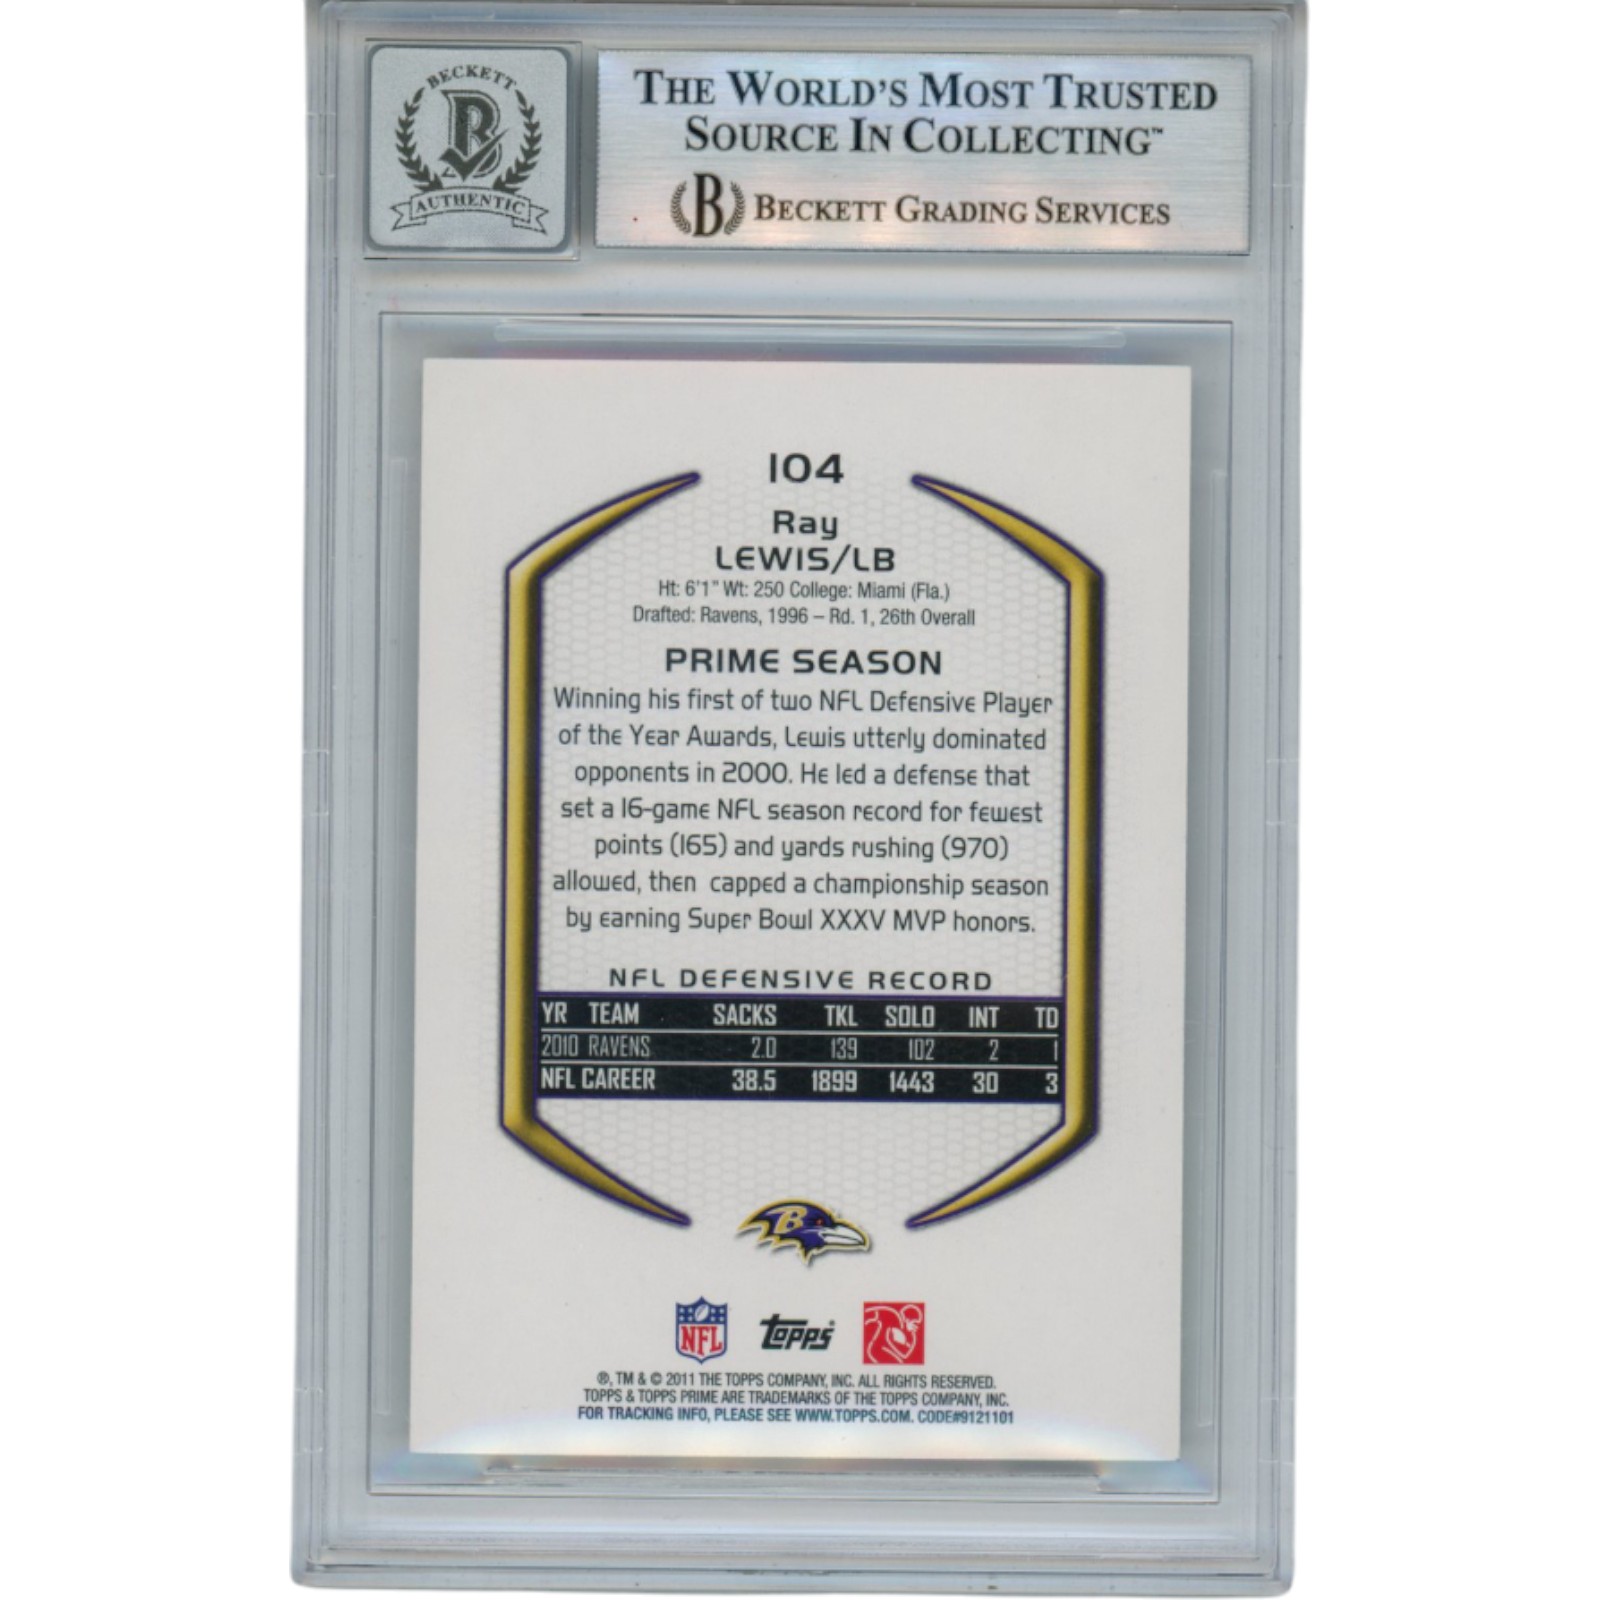 BECKETT
B
AUTHENTIC
THE WORLD'S MOST TRUSTED
SOURCE IN COLLECTING™
B BECKETT GRADING SERVICES
104
Ray
LEWIS/LB
Ht: 6'1" Wt: 250 College: Miami (Fla.)
Drafted: Ravens, 1996 – Rd. 1, 26th Overall
PRIME SEASON
Winning his first of two NFL Defensive Player
of the Year Awards, Lewis utterly dominated
opponents in 2000. He led a defense that
set a 16-game NFL season record for fewest
points (165) and yards rushing (970)
allowed, then capped a championship season
by earning Super Bowl XXXV MVP honors.
NFL DEFENSIVE RECORD
YR TEAM SACKS TKL SOLO INT TD
2010 RAVENS 2.0 139 102 2 1
NFL CAREER 38.5 1899 1443 30 3
B
NFL topps
®, TM & © 2011 THE TOPPS COMPANY, INC. ALL RIGHTS RESERVED.
TOPPS & TOPPS PRIME ARE TRADEMARKS OF THE TOPPS COMPANY, INC.
FOR TRACKING INFO, PLEASE SEE WWW.TOPPS.COM. CODE#9121101